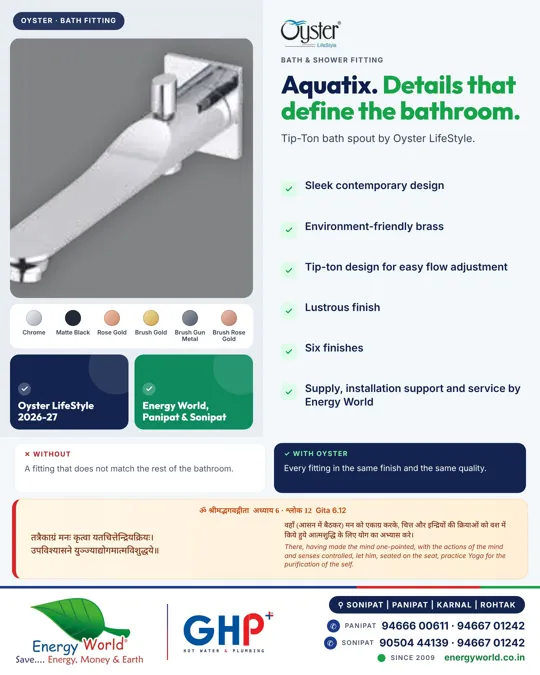 OYSTER · BATH FITTING
Oyster®
LifeStyle
BATH & SHOWER FITTING
Aquatix. Details that
define the bathroom.
Tip-Ton bath spout by Oyster LifeStyle.
Sleek contemporary design
Environment-friendly brass
Tip-ton design for easy flow adjustment
Lustrous finish
Six finishes
Supply, installation support and service by
Energy World
Chrome
Matte Black
Rose Gold
Brush Gold
Brush Gun
Metal
Brush Rose
Gold
Oyster LifeStyle
2026-27
Energy World,
Panipat & Sonipat
× WITHOUT
A fitting that does not match the rest of the bathroom.
✓ WITH OYSTER
Every fitting in the same finish and the same quality.
ॐ श्रीमद्भगवद्गीता अध्याय 6 · श्लोक 12 Gita 6.12
तत्रैकाग्रं मनः कृत्वा यतचित्तेन्द्रियक्रियः।
उपविश्यासने युञ्ज्याद्योगमात्मविशुद्धये॥
वहाँ (आसन में बैठकर) मन को एकाग्र करके, चित्त और इन्द्रियों की क्रियाओं को वश में
किये हुये आत्मशुद्धि के लिए योग का अभ्यास करे।
There, having made the mind one-pointed, with the actions of the mind
and senses controlled, let him, seated on the seat, practice Yoga for the
purification of the self.
Energy World®
Save.... Energy, Money & Earth
GHP+
HOT WATER & PLUMBING
SONIPAT | PANIPAT | KARNAL | ROHTAK
PANIPAT 94666 00611 · 94667 01242
SONIPAT 90504 44139 · 94667 01242
SINCE 2009 energyworld.co.in